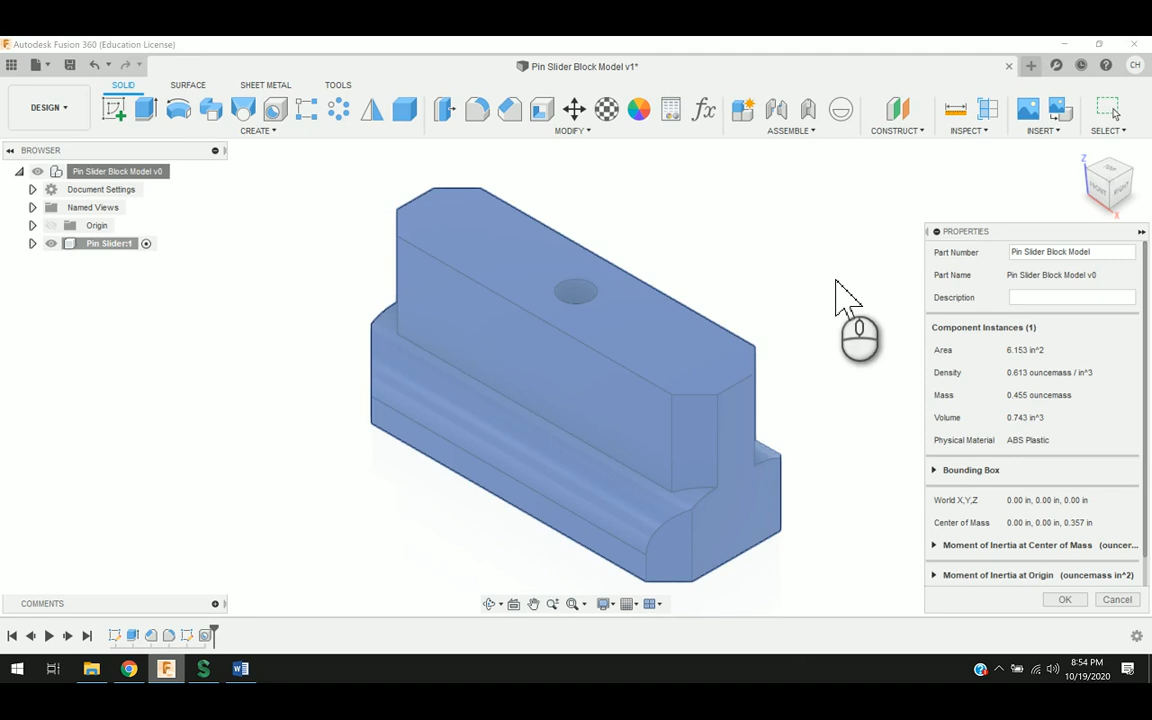 Autodesk Fusion 360 (Education License)
Pin Slider Block Model v1*
CH
SOLID SURFACE SHEET METAL TOOLS
DESIGN
CREATE MODIFY ASSEMBLE CONSTRUCT INSPECT INSERT SELECT
BROWSER
Pin Slider Block Model v0
Document Settings
Named Views
Origin
Pin Slider:1
Z
TOP
FRONT
RIGHT
X
PROPERTIES
Part Number Pin Slider Block Model
Part Name Pin Slider Block Model v0
Description
Component Instances (1)
Area 6.153 in^2
Density 0.613 ouncemass / in^3
Mass 0.455 ouncemass
Volume 0.743 in^3
Physical Material ABS Plastic
Bounding Box
World X,Y,Z 0.00 in, 0.00 in, 0.00 in
Center of Mass 0.00 in, 0.00 in, 0.357 in
Moment of Inertia at Center of Mass (ouncer...
Moment of Inertia at Origin (ouncemass in^2)
OK Cancel
COMMENTS
8:54 PM
10/19/2020